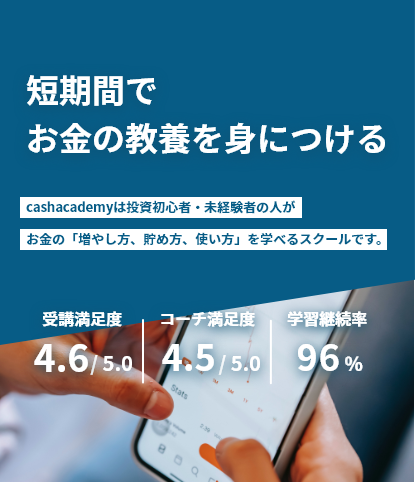 短期間で
お金の教養を身につける
cashacademyは投資初心者・未経験者の人が
お金の「増やし方、貯め方、使い方」を学べるスクールです。
受講満足度 コーチ満足度 学習継続率
4.6/ 5.0 4.5/ 5.0 96 %
Stats